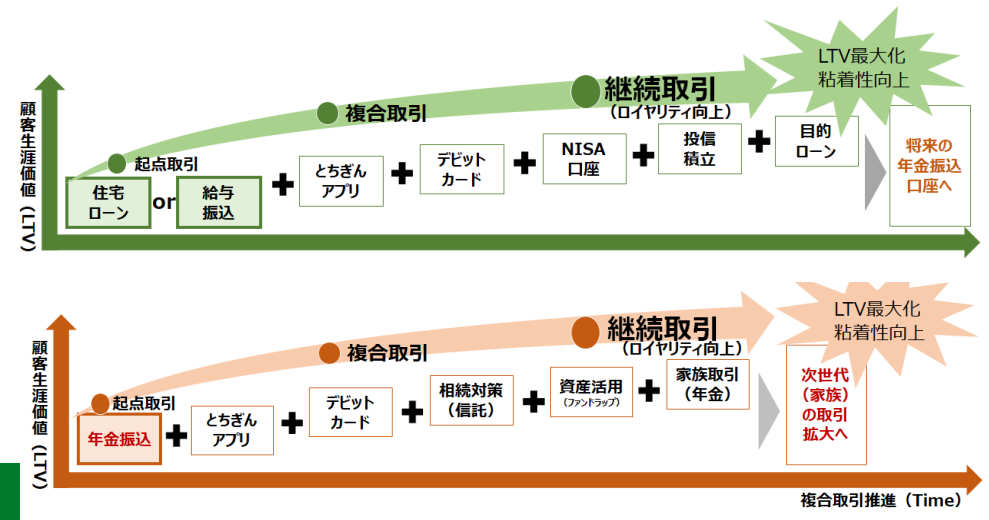 LTV最大化
粘着性向上
継続取引
(ロイヤリティ向上)
複合取引
起点取引
顧客生涯価値(LTV)
住宅
ローン
or
給与
振込
とちぎん
アプリ
デビット
カード
NISA
口座
投信
積立
目的
ローン
将来の
年金振込
口座へ
LTV最大化
粘着性向上
継続取引
(ロイヤリティ向上)
複合取引
起点取引
顧客生涯価値(LTV)
年金振込
とちぎん
アプリ
デビット
カード
相続対策
(信託)
資産活用
(ファンドラップ)
家族取引
(年金)
次世代
(家族)
の取引
拡大へ
複合取引推進(Time)